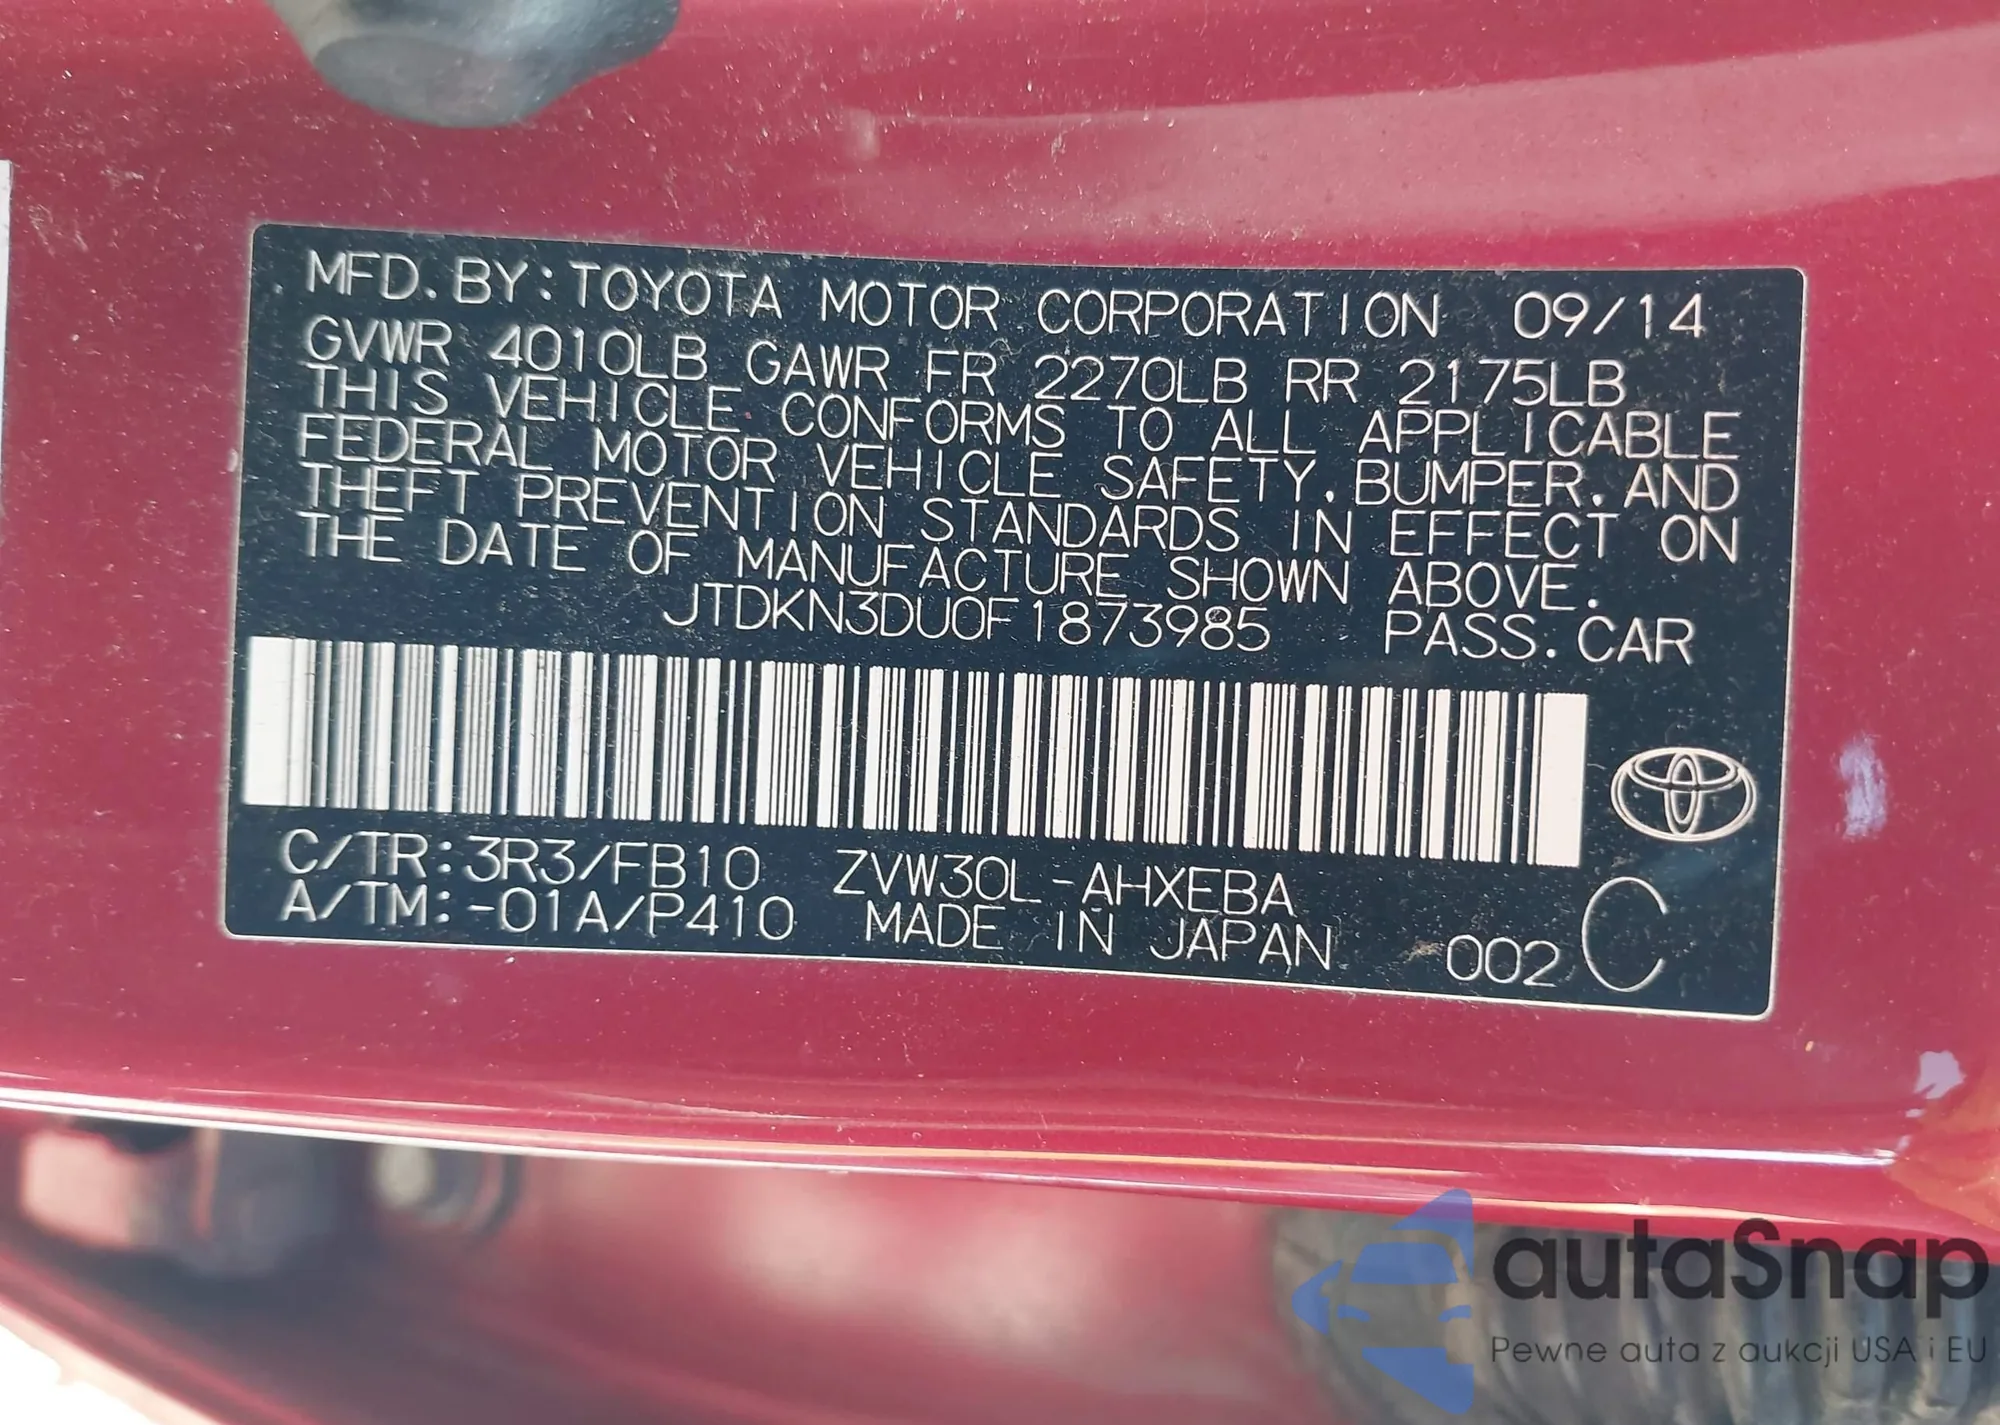 MFD. BY: TOYOTA MOTOR CORPORATION 09/14
GVWR 4010LB GAWR FR 2270LB RR 2175LB
THIS VEHICLE CONFORMS TO ALL APPLICABLE
FEDERAL MOTOR VEHICLE SAFETY, BUMPER, AND
THEFT PREVENTION STANDARDS IN EFFECT ON
THE DATE OF MANUFACTURE SHOWN ABOVE.
JTDKN3DU0F1873985 PASS. CAR
C/TR: 3R3/FB10 ZVW30L-AHXEBA
A/TM: -01A/P410 MADE IN JAPAN 002 C
autaSnap
Pewne auta z aukcji USA i EU